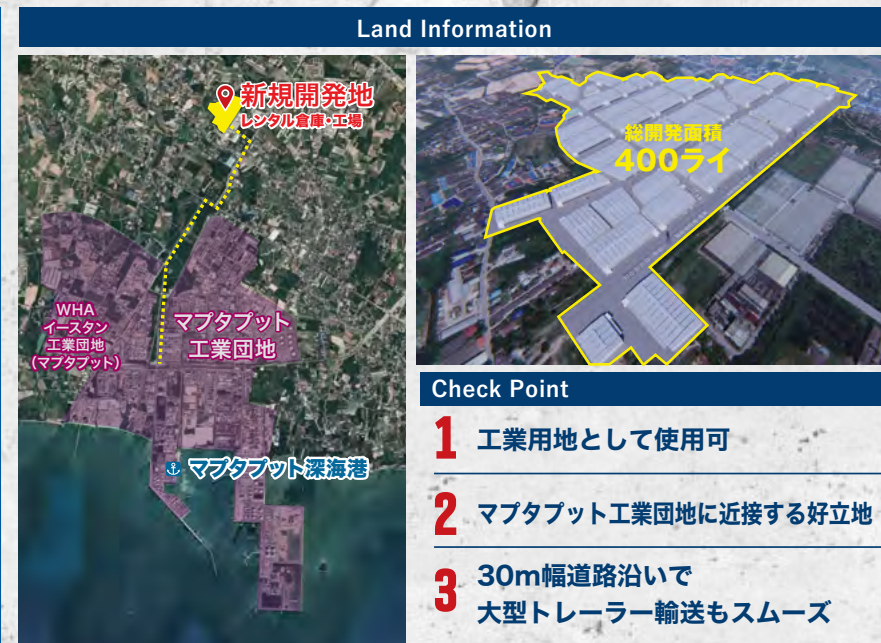 Land Information
新規開発地
レンタル倉庫・工場
WHA
イースタン
工業団地
(マプタプット)
マプタプット
工業団地
マプタプット深海港
総開発面積
400ライ
Check Point
1 工業用地として使用可
2 マプタプット工業団地に近接する好立地
3 30m幅道路沿いで
大型トレーラー輸送もスムーズ